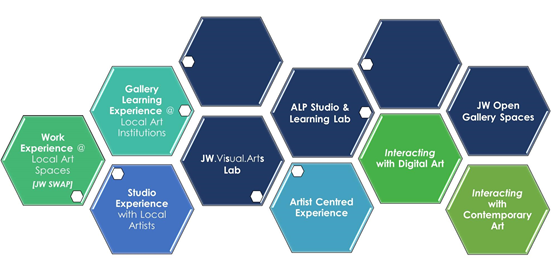 Gallery
Learning
Experience @
Local Art
Institutions
Work
Experience @
Local Art
Spaces
[JW SWAP]
Studio
Experience
with Local
Artists
JW.Visual.Arts
Lab
ALP Studio &
Learning Lab
Artist Centred
Experience
Interacting
with Digital Art
JW Open
Gallery Spaces
Interacting
with
Contemporary
Art